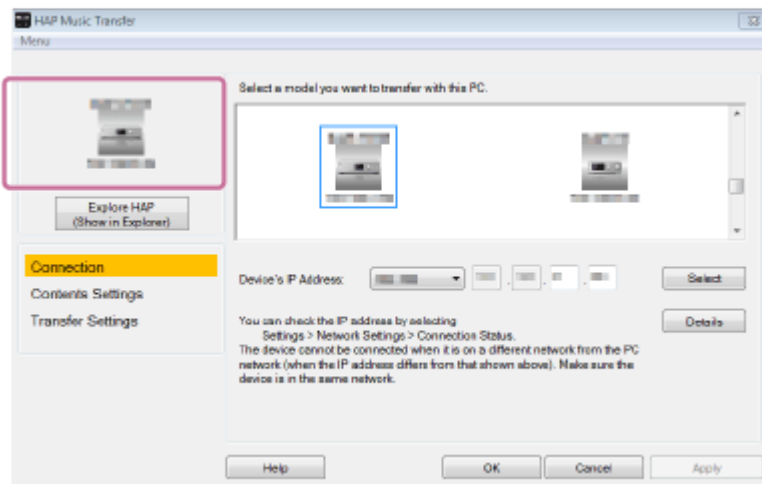 HAP Music Transfer
Menu
Select a model you want to transfer with this PC.
Explore HAP
(Show in Explorer)
Connection
Contents Settings
Transfer Settings
Device's IP Address:
Select
You can check the IP address by selecting
Settings > Network Settings > Connection Status.
The device cannot be connected when it is on a different network from the PC
network (when the IP address differs from that shown above). Make sure the
device is in the same network.
Details
Help
OK
Cancel
Apply